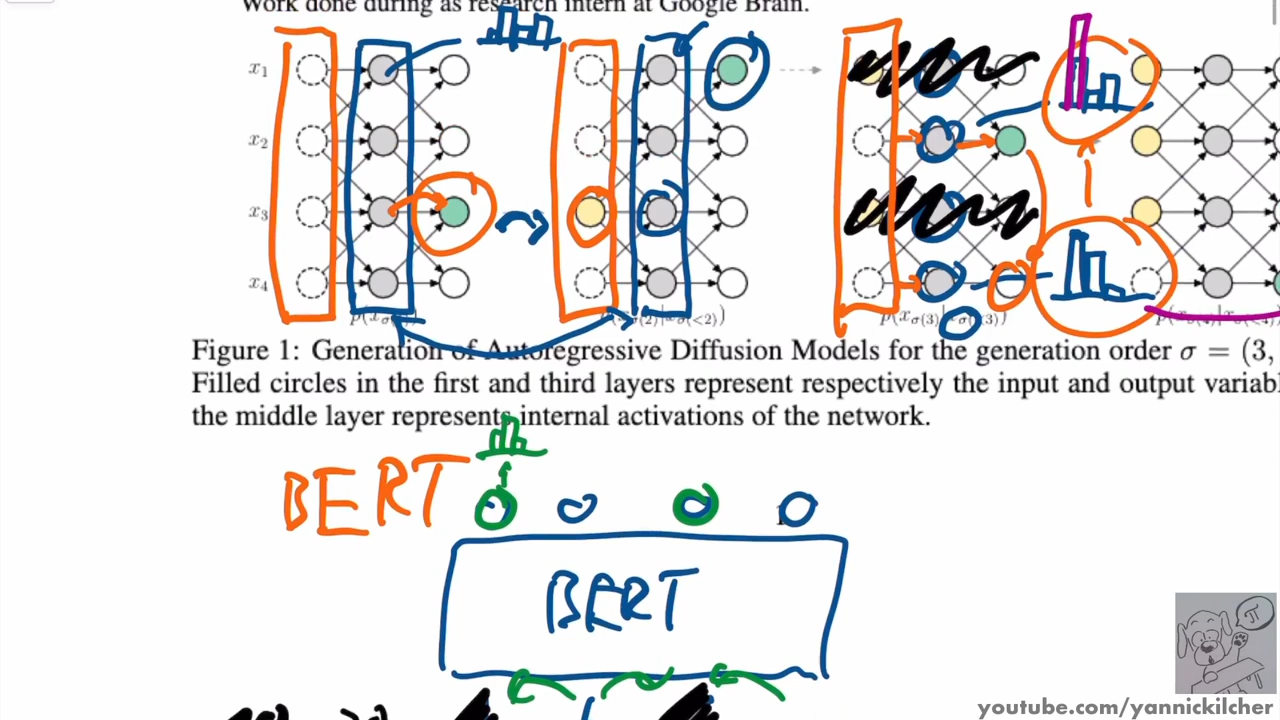 Work done during as research intern at Google Brain.
x1
x2
x3
x4
Figure 1: Generation of Autoregressive Diffusion Models for the generation order σ = (3,
Filled circles in the first and third layers represent respectively the input and output variabl
the middle layer represents internal activations of the network.
BERT
BERT
π
youtube.com/yannickilcher